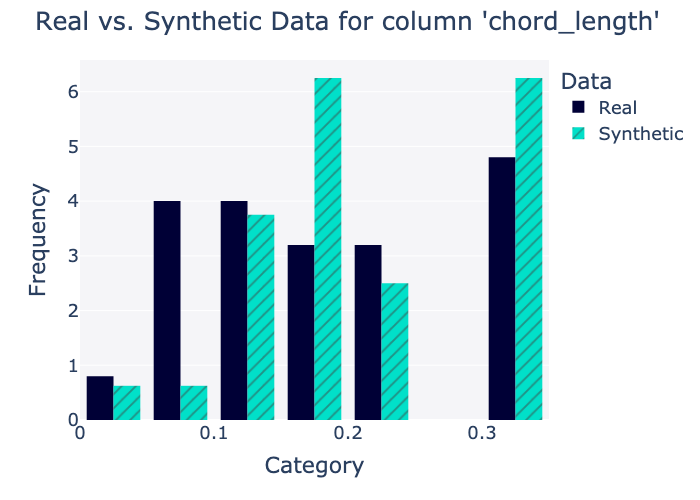 Real vs. Synthetic Data for column 'chord_length'
Data
Real
Synthetic
Frequency
6
5
4
3
2
1
0
0
0.1
0.2
0.3
Category